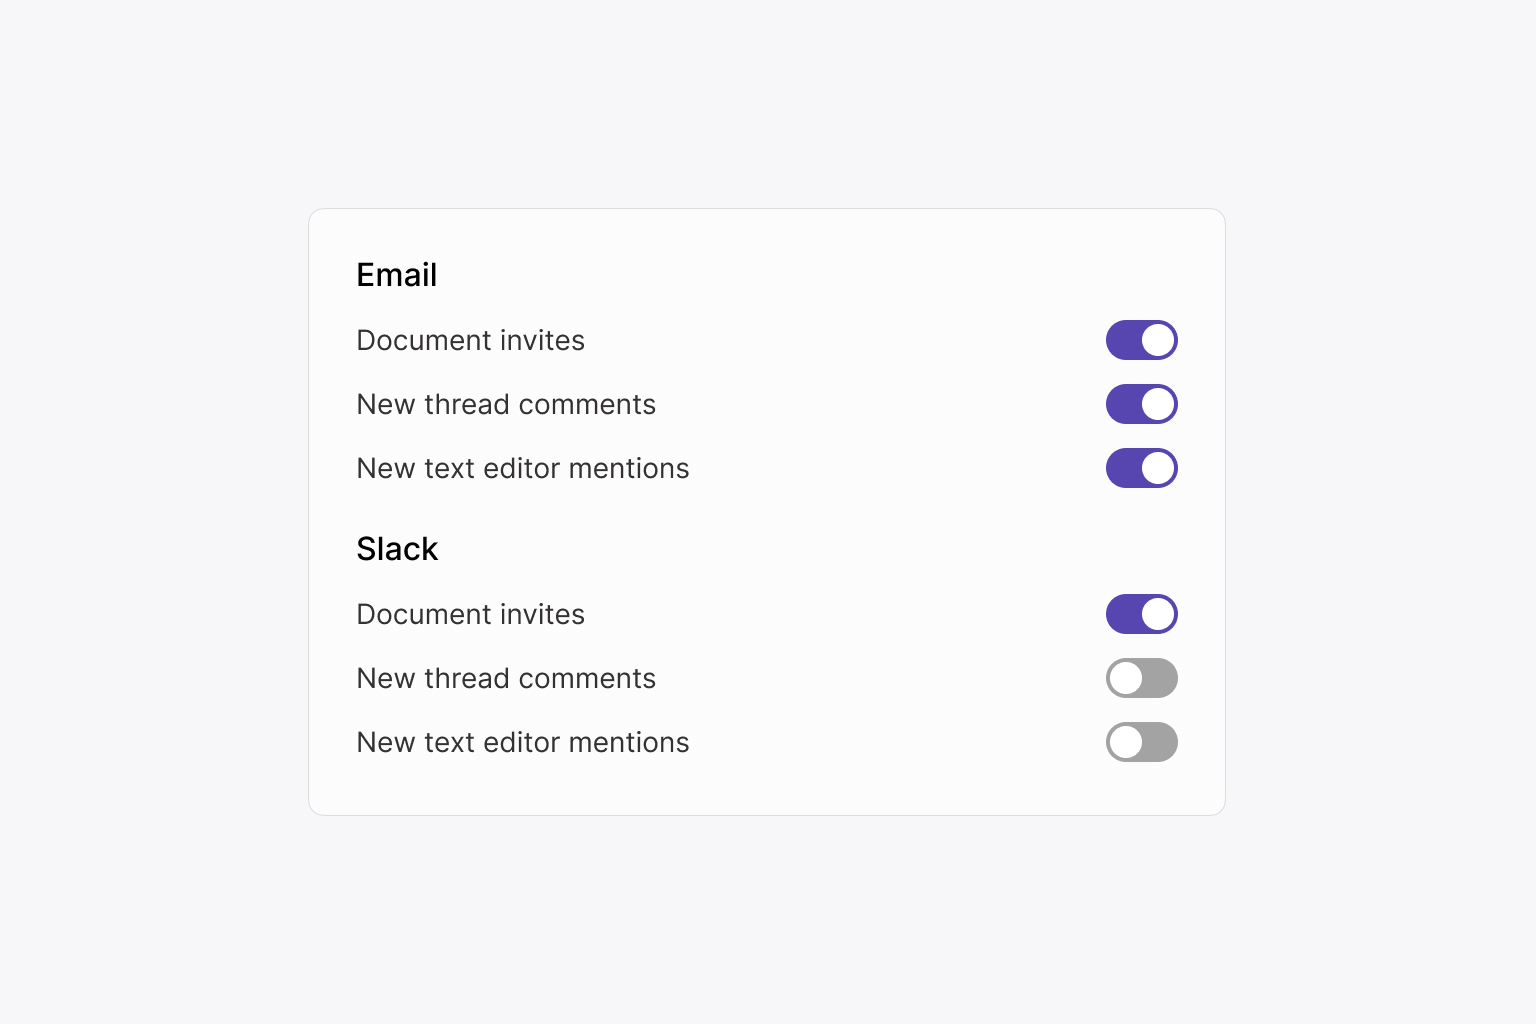 Email
Document invites
New thread comments
New text editor mentions
Slack
Document invites
New thread comments
New text editor mentions